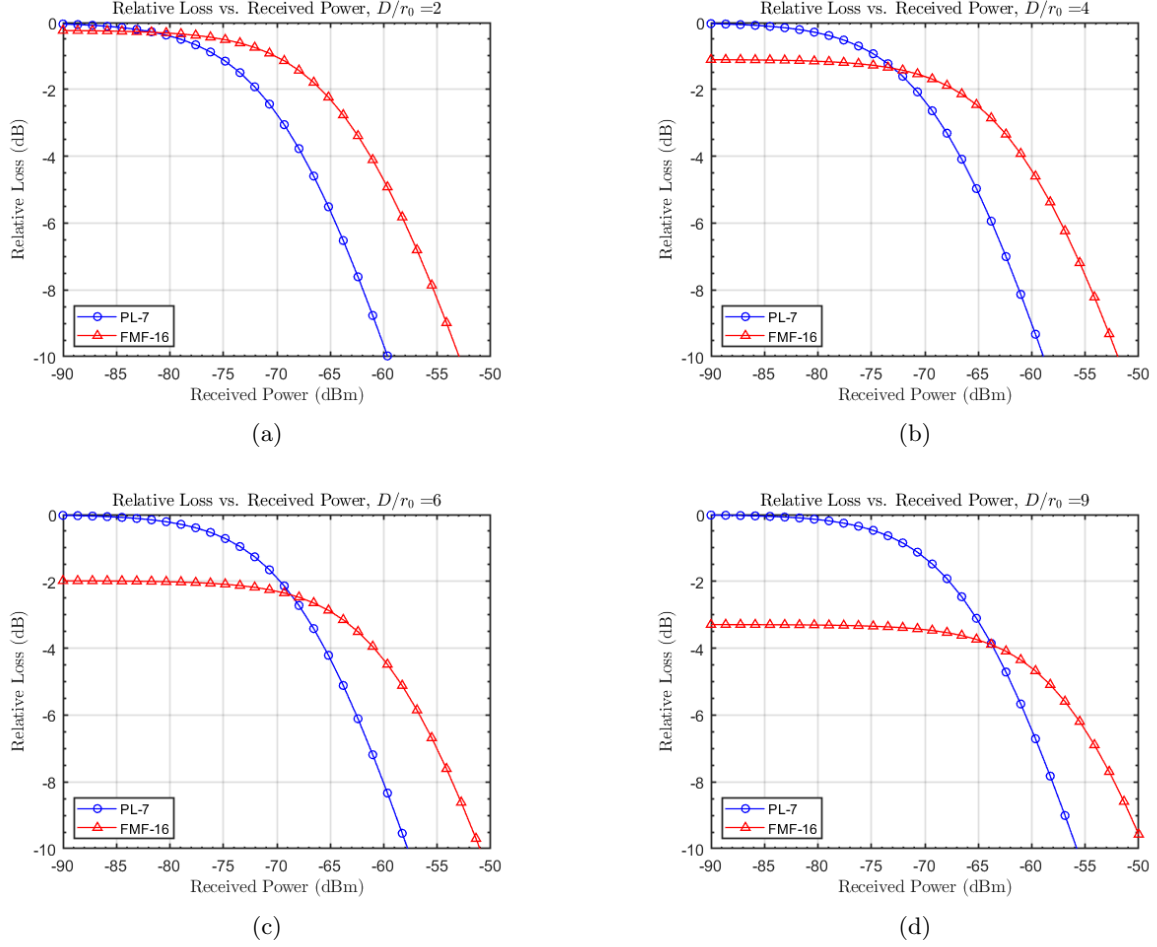 Relative Loss vs. Received Power, D/r₀ =2
0
-2
-4
-6
-8
-10
Relative Loss (dB)
PL-7
FMF-16
-90 -85 -80 -75 -70 -65 -60 -55 -50
Received Power (dBm)
(a)
Relative Loss vs. Received Power, D/r₀ =4
0
-2
-4
-6
-8
-10
Relative Loss (dB)
PL-7
FMF-16
-90 -85 -80 -75 -70 -65 -60 -55 -50
Received Power (dBm)
(b)
Relative Loss vs. Received Power, D/r₀ =6
0
-2
-4
-6
-8
-10
Relative Loss (dB)
PL-7
FMF-16
-90 -85 -80 -75 -70 -65 -60 -55 -50
Received Power (dBm)
(c)
Relative Loss vs. Received Power, D/r₀ =9
0
-2
-4
-6
-8
-10
Relative Loss (dB)
PL-7
FMF-16
-90 -85 -80 -75 -70 -65 -60 -55 -50
Received Power (dBm)
(d)